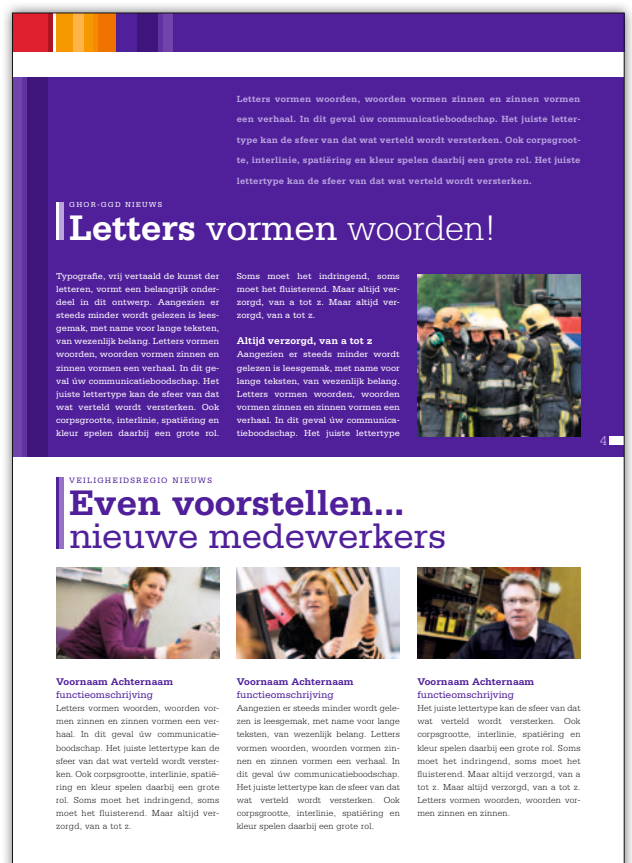 Letters vormen woorden, woorden vormen zinnen en zinnen vormen
een verhaal. In dit geval úw communicatieboodschap. Het juiste letter-
type kan de sfeer van dat wat verteld wordt versterken. Ook corpsgroot-
te, interlinie, spatiëring en kleur spelen daarbij een grote rol. Het juiste
lettertype kan de sfeer van dat wat verteld wordt versterken.
GHOR-GGD NIEUWS
Letters vormen woorden!
Typografie, vrij vertaald de kunst der
letteren, vormt een belangrijk onder-
deel in dit ontwerp. Aangezien er
steeds minder wordt gelezen is lees-
gemak, met name voor lange teksten,
van wezenlijk belang. Letters vormen
woorden, woorden vormen zinnen en
zinnen vormen een verhaal. In dit ge-
val úw communicatieboodschap. Het
juiste lettertype kan de sfeer van dat
wat verteld wordt versterken. Ook
corpsgrootte, interlinie, spatiëring en
kleur spelen daarbij een grote rol.
Soms moet het indringend, soms
moet het fluisterend. Maar altijd ver-
zorgd, van a tot z. Maar altijd ver-
zorgd, van a tot z.
Altijd verzorgd, van a tot z
Aangezien er steeds minder wordt
gelezen is leesgemak, met name voor
lange teksten, van wezenlijk belang.
Letters vormen woorden, woorden
vormen zinnen en zinnen vormen een
verhaal. In dit geval úw communica-
tieboodschap. Het juiste lettertype
4
VEILIGHEIDSREGIO NIEUWS
Even voorstellen...
nieuwe medewerkers
Voornaam Achternaam
functieomschrijving
Letters vormen woorden, woorden vor-
men zinnen en zinnen vormen een ver-
haal. In dit geval úw communicatie-
boodschap. Het juiste lettertype kan de
sfeer van dat wat verteld wordt verster-
ken. Ook corpsgrootte, interlinie, spatië-
ring en kleur spelen daarbij een grote
rol. Soms moet het indringend, soms
moet het fluisterend. Maar altijd ver-
zorgd, van a tot z.
Voornaam Achternaam
functieomschrijving
Aangezien er steeds minder wordt gele-
zen is leesgemak, met name voor lange
teksten, van wezenlijk belang. Letters
vormen woorden, woorden vormen zin-
nen en zinnen vormen een verhaal. In
dit geval úw communicatieboodschap.
Het juiste lettertype kan de sfeer van dat
wat verteld wordt versterken. Ook
corpsgrootte, interlinie, spatiëring en
kleur spelen daarbij een grote rol.
Voornaam Achternaam
functieomschrijving
Het juiste lettertype kan de sfeer van dat
wat verteld wordt versterken. Ook
corpsgrootte, interlinie, spatiëring en
kleur spelen daarbij een grote rol. Soms
moet het indringend, soms moet het
fluisterend. Maar altijd verzorgd, van a
tot z. Maar altijd verzorgd, van a tot z.
Letters vormen woorden, woorden vor-
men zinnen en zinnen.